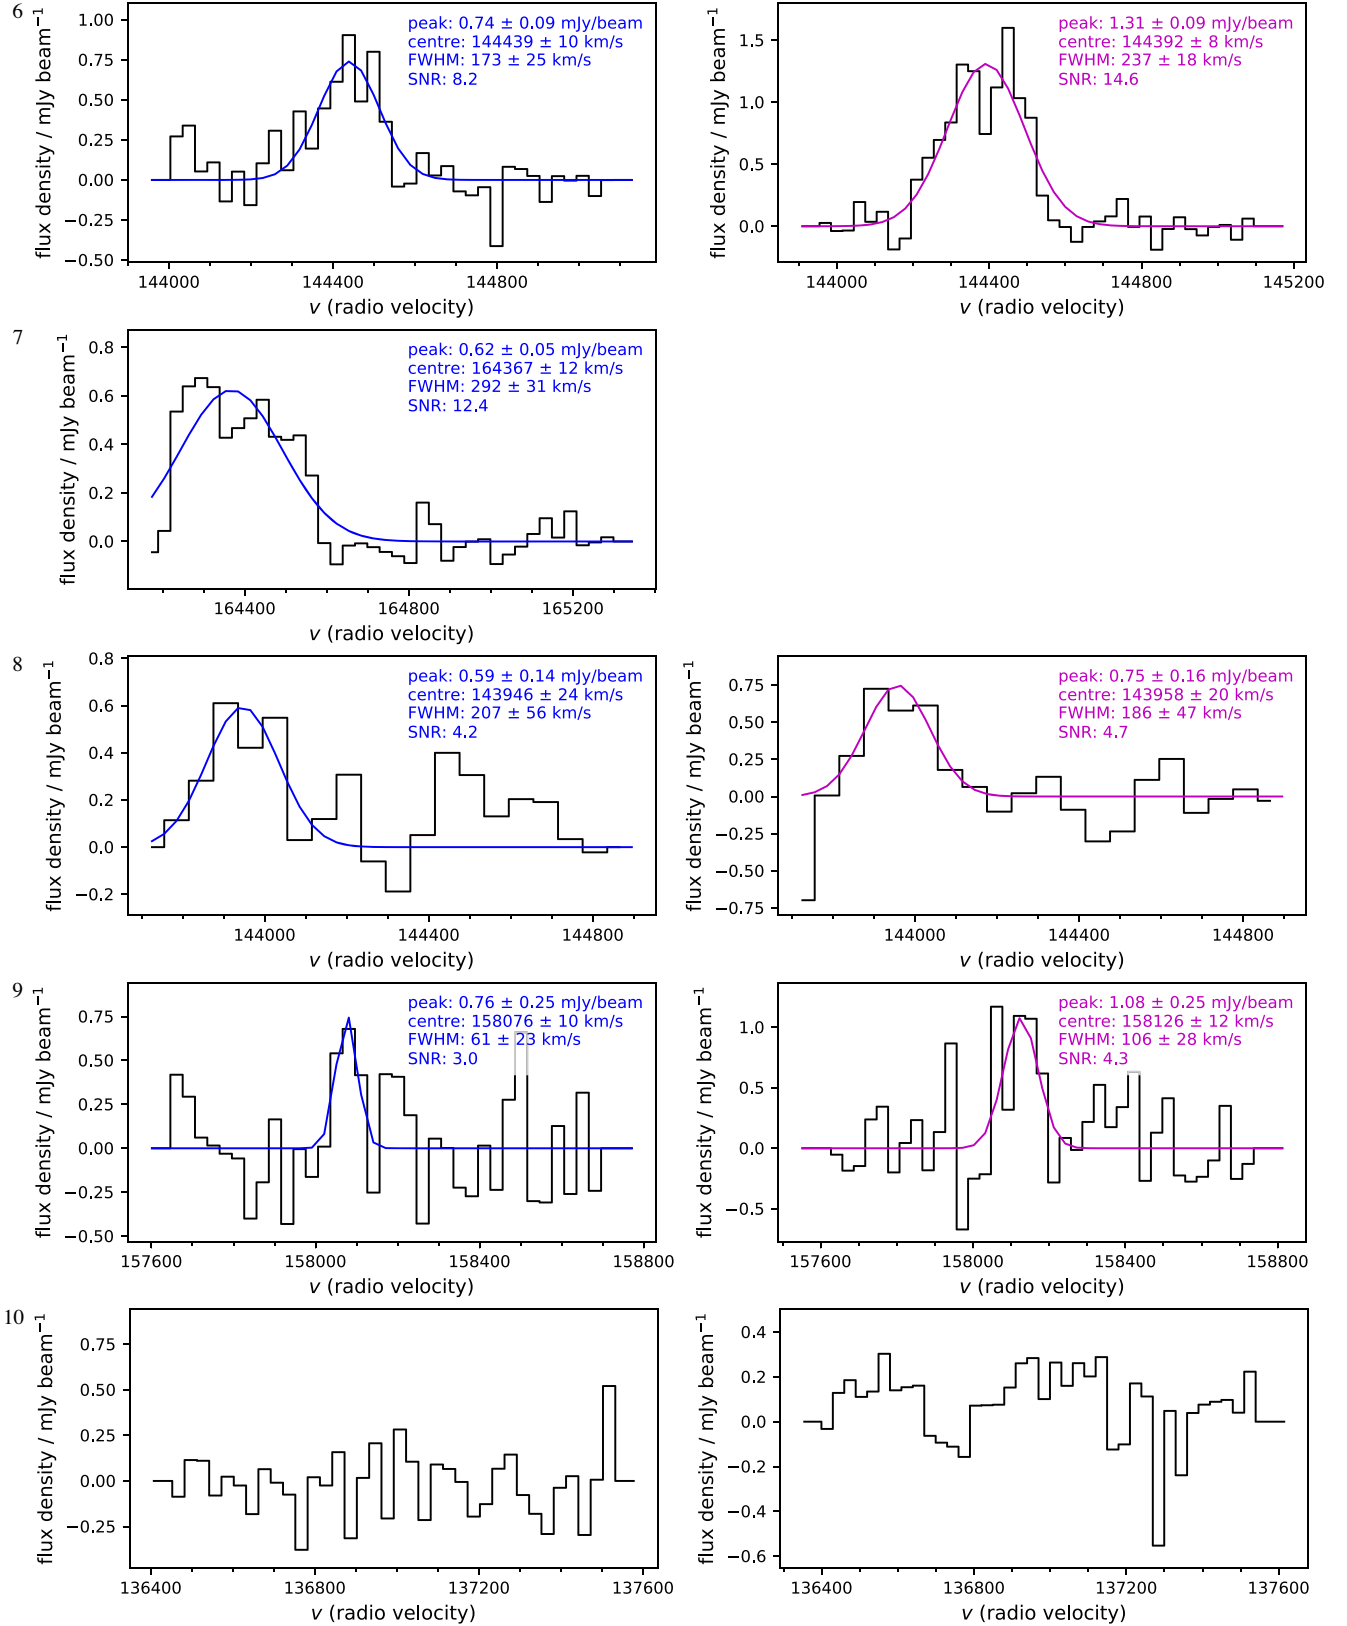 6
flux density / mJy beam⁻¹
1.00
0.75
0.50
0.25
0.00
−0.25
−0.50
peak: 0.74 ± 0.09 mJy/beam
centre: 144439 ± 10 km/s
FWHM: 173 ± 25 km/s
SNR: 8.2
144000
144400
144800
v (radio velocity)
flux density / mJy beam⁻¹
1.5
1.0
0.5
0.0
peak: 1.31 ± 0.09 mJy/beam
centre: 144392 ± 8 km/s
FWHM: 237 ± 18 km/s
SNR: 14.6
144000
144400
144800
145200
v (radio velocity)
7
flux density / mJy beam⁻¹
0.8
0.6
0.4
0.2
0.0
peak: 0.62 ± 0.05 mJy/beam
centre: 164367 ± 12 km/s
FWHM: 292 ± 31 km/s
SNR: 12.4
164400
164800
165200
v (radio velocity)
8
flux density / mJy beam⁻¹
0.8
0.6
0.4
0.2
0.0
−0.2
peak: 0.59 ± 0.14 mJy/beam
centre: 143946 ± 24 km/s
FWHM: 207 ± 56 km/s
SNR: 4.2
144000
144400
144800
v (radio velocity)
flux density / mJy beam⁻¹
0.75
0.50
0.25
0.00
−0.25
−0.50
−0.75
peak: 0.75 ± 0.16 mJy/beam
centre: 143958 ± 20 km/s
FWHM: 186 ± 47 km/s
SNR: 4.7
144000
144400
144800
v (radio velocity)
9
flux density / mJy beam⁻¹
0.75
0.50
0.25
0.00
−0.25
−0.50
peak: 0.76 ± 0.25 mJy/beam
centre: 158076 ± 10 km/s
FWHM: 61 ± 23 km/s
SNR: 3.0
157600
158000
158400
158800
v (radio velocity)
flux density / mJy beam⁻¹
1.0
0.5
0.0
−0.5
peak: 1.08 ± 0.25 mJy/beam
centre: 158126 ± 12 km/s
FWHM: 106 ± 28 km/s
SNR: 4.3
157600
158000
158400
158800
v (radio velocity)
10
flux density / mJy beam⁻¹
0.75
0.50
0.25
0.00
−0.25
136400
136800
137200
137600
v (radio velocity)
flux density / mJy beam⁻¹
0.4
0.2
0.0
−0.2
−0.4
−0.6
136400
136800
137200
137600
v (radio velocity)